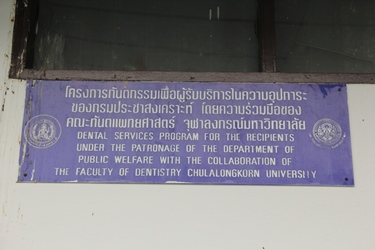 โครงการทันตกรรมเพื่อผู้รับบริการในความอุปการะ
ของกรมประชาสงเคราะห์ โดยความร่วมมือของ
คณะทันตแพทยศาสตร์ จุฬาลงกรณ์มหาวิทยาลัย
DENTAL SERVICES PROGRAM FOR THE RECIPIENTS
UNDER THE PATRONAGE OF THE DEPARTMENT OF
PUBLIC WELFARE WITH THE COLLABORATION OF
THE FACULTY OF DENTISTRY CHULALONGKORN UNIVERSITY